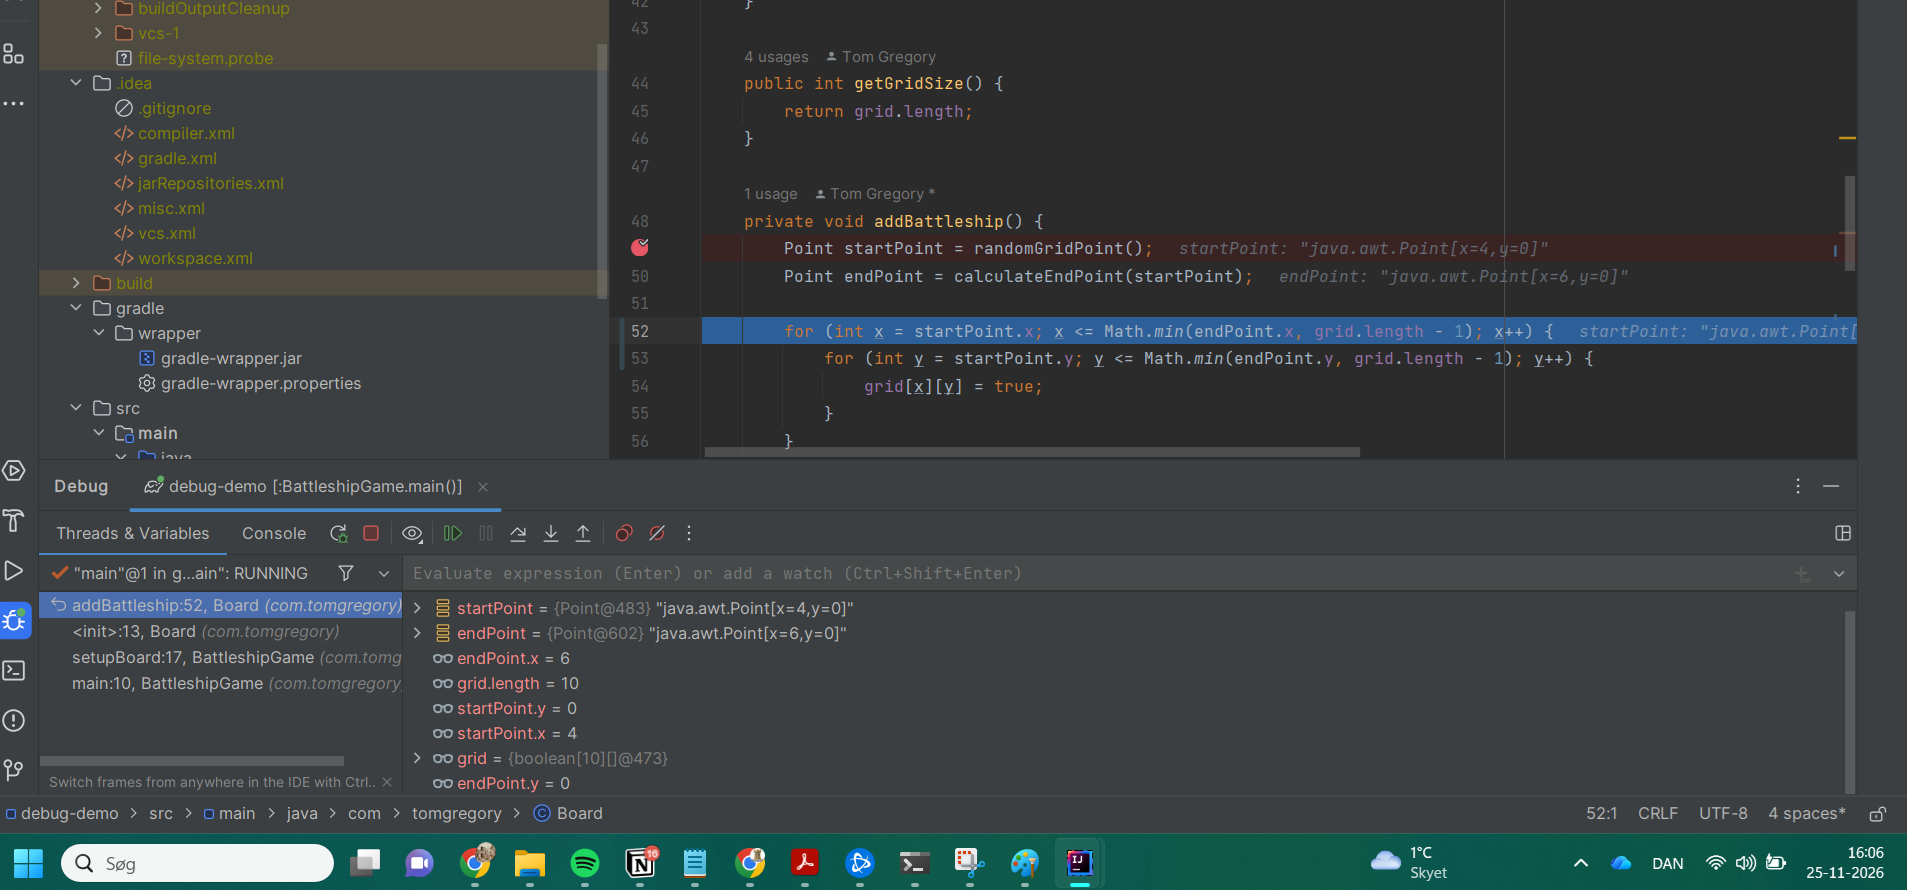 buildOutputCleanup
vcs-1
file-system.probe
.idea
.gitignore
compiler.xml
gradle.xml
jarRepositories.xml
misc.xml
vcs.xml
workspace.xml
build
gradle
wrapper
gradle-wrapper.jar
gradle-wrapper.properties
src
main
java
42 }
43
4 usages Tom Gregory
44 public int getGridSize() {
45 return grid.length;
46 }
47
1 usage Tom Gregory *
48 private void addBattleship() {
Point startPoint = randomGridPoint(); startPoint: "java.awt.Point[x=4,y=0]"
50 Point endPoint = calculateEndPoint(startPoint); endPoint: "java.awt.Point[x=6,y=0]"
51
52 for (int x = startPoint.x; x <= Math.min(endPoint.x, grid.length - 1); x++) { startPoint: "java.awt.Point[
53 for (int y = startPoint.y; y <= Math.min(endPoint.y, grid.length - 1); y++) {
54 grid[x][y] = true;
55 }
56 }
Debug debug-demo [:BattleshipGame.main()]
Threads & Variables Console
"main"@1 in g...ain": RUNNING
Evaluate expression (Enter) or add a watch (Ctrl+Shift+Enter)
addBattleship:52, Board (com.tomgregory)
<init>:13, Board (com.tomgregory)
setupBoard:17, BattleshipGame (com.tomg
main:10, BattleshipGame (com.tomgregory
Switch frames from anywhere in the IDE with Ctrl..
startPoint = {Point@483} "java.awt.Point[x=4,y=0]"
endPoint = {Point@602} "java.awt.Point[x=6,y=0]"
endPoint.x = 6
grid.length = 10
startPoint.y = 0
startPoint.x = 4
grid = {boolean[10][]@473}
endPoint.y = 0
debug-demo > src > main > java > com > tomgregory > Board
52:1 CRLF UTF-8 4 spaces*
Søg
16
IJ
1°C
Skyet
DAN
16:06
25-11-2026